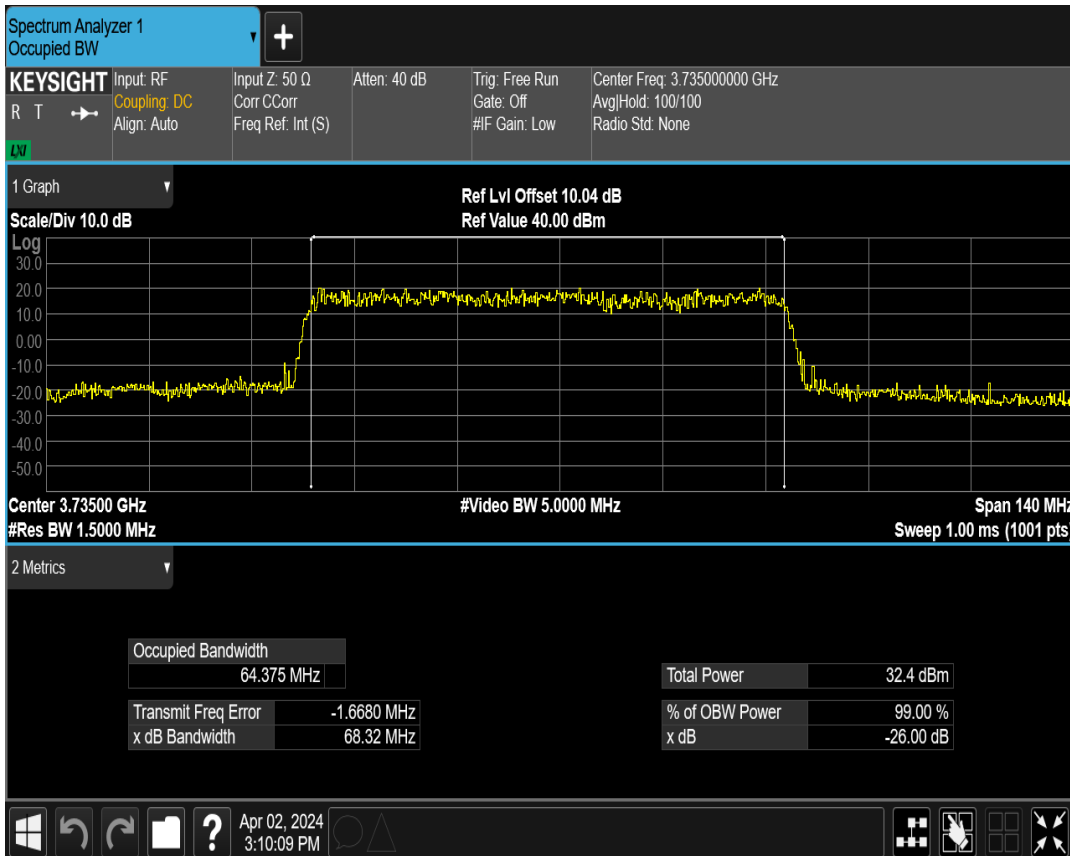 Spectrum Analyzer 1
Occupied BW
KEYSIGHT
R T
LXI
Input: RF
Coupling: DC
Align: Auto
Input Z: 50 Ω
Corr CCorr
Freq Ref: Int (S)
Atten: 40 dB
Trig: Free Run
Gate: Off
#IF Gain: Low
Center Freq: 3.735000000 GHz
Avg|Hold: 100/100
Radio Std: None
1 Graph
Scale/Div 10.0 dB
Ref Lvl Offset 10.04 dB
Ref Value 40.00 dBm
Log
30.0
20.0
10.0
0.00
-10.0
-20.0
-30.0
-40.0
-50.0
Center 3.73500 GHz
#Res BW 1.5000 MHz
#Video BW 5.0000 MHz
Span 140 MHz
Sweep 1.00 ms (1001 pts)
2 Metrics
Occupied Bandwidth
64.375 MHz
Transmit Freq Error -1.6680 MHz
x dB Bandwidth 68.32 MHz
Total Power 32.4 dBm
% of OBW Power 99.00 %
x dB -26.00 dB
?
Apr 02, 2024
3:10:09 PM